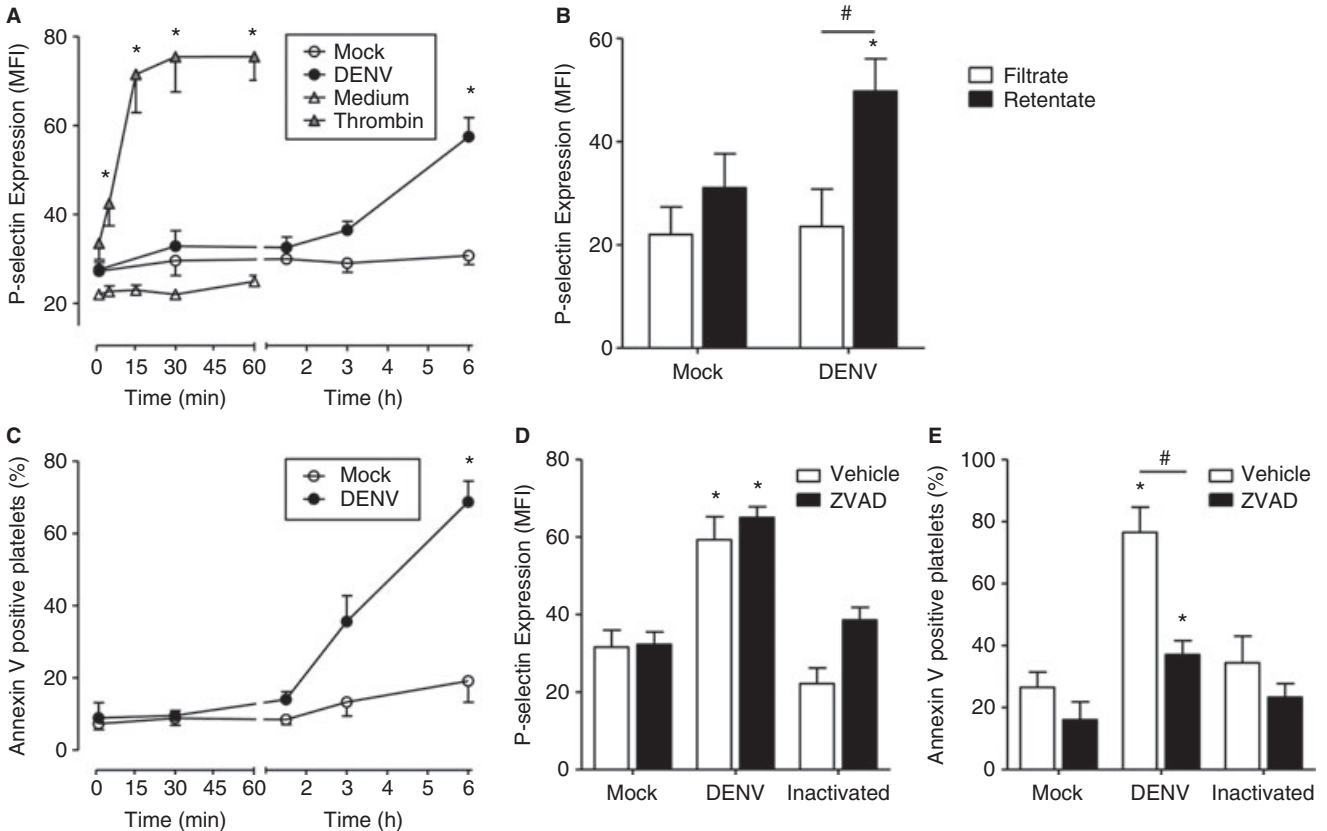 A
P-selectin Expression (MFI)
80
60
40
20
* * * * *
*
Mock
DENV
Medium
Thrombin
0 15 30 45 60 2 3 4 5 6
Time (min) Time (h)
B
P-selectin Expression (MFI)
60
40
20
0
#
*
Filtrate
Retentate
Mock DENV
C
Annexin V positive platelets (%)
80
60
40
20
0
Mock
DENV
*
0 15 30 45 60 2 3 4 5 6
Time (min) Time (h)
D
P-selectin Expression (MFI)
80
60
40
20
0
* *
Vehicle
ZVAD
Mock DENV Inactivated
E
Annexin V positive platelets (%)
100
80
60
40
20
0
#
*
*
Vehicle
ZVAD
Mock DENV Inactivated